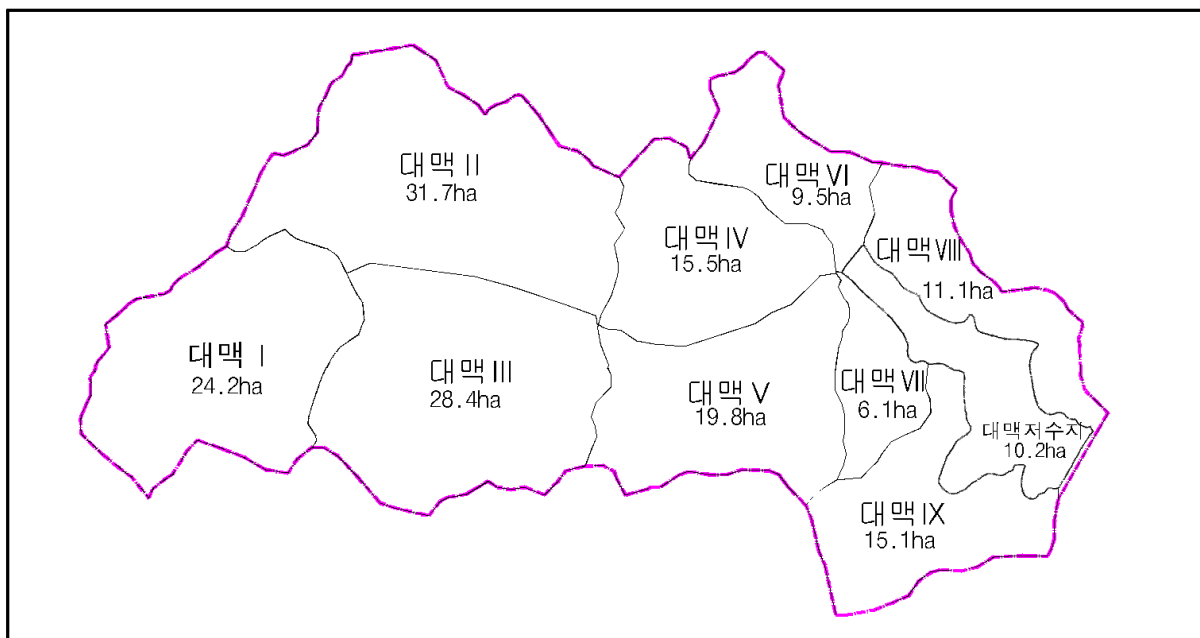 대맥 II
31.7ha
대맥 VI
9.5ha
대맥 IV
15.5ha
대맥 VIII
11.1ha
대맥 I
24.2ha
대맥 III
28.4ha
대맥 V
19.8ha
대맥 VII
6.1ha
대맥저수지
10.2ha
대맥 IX
15.1ha